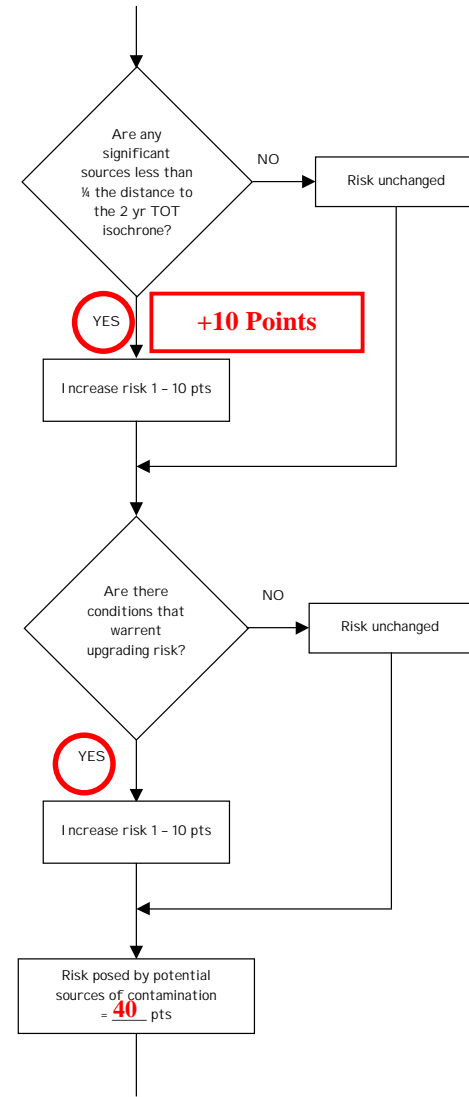 Are any
significant
sources less than
¼ the distance to
the 2 yr TOT
isochrone?
NO
Risk unchanged
YES
+10 Points
Increase risk 1 – 10 pts
Are there
conditions that
warrent
upgrading risk?
NO
Risk unchanged
YES
Increase risk 1 – 10 pts
Risk posed by potential
sources of contamination
= 40 pts